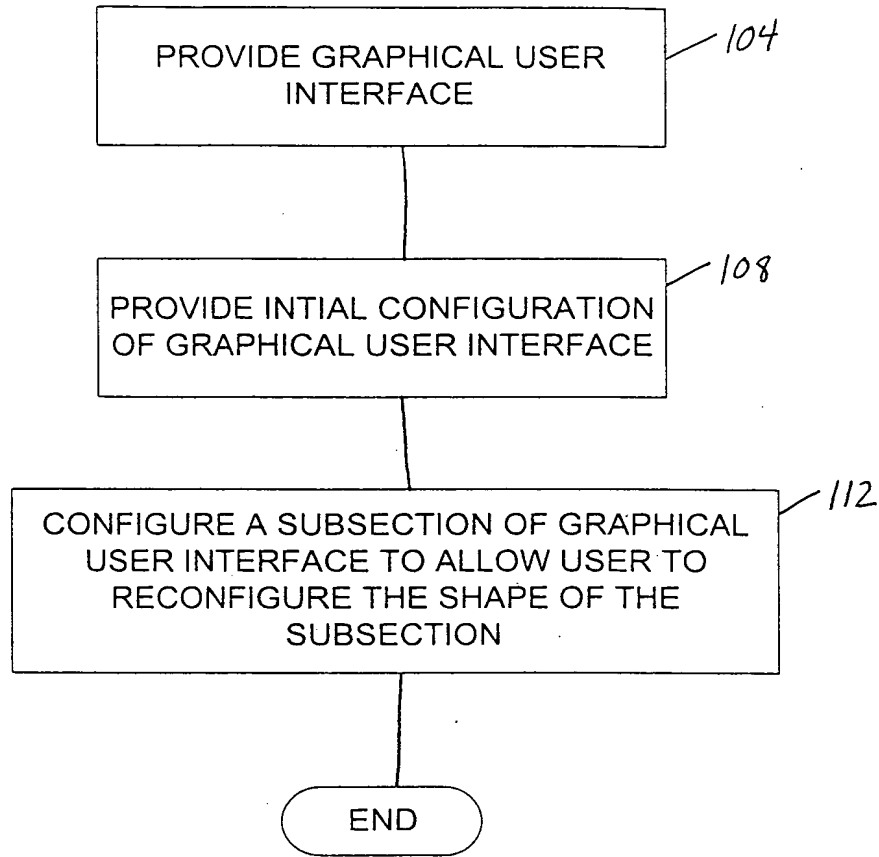 PROVIDE GRAPHICAL USER
INTERFACE
104
PROVIDE INTIAL CONFIGURATION
OF GRAPHICAL USER INTERFACE
108
CONFIGURE A SUBSECTION OF GRAPHICAL
USER INTERFACE TO ALLOW USER TO
RECONFIGURE THE SHAPE OF THE
SUBSECTION
112
END